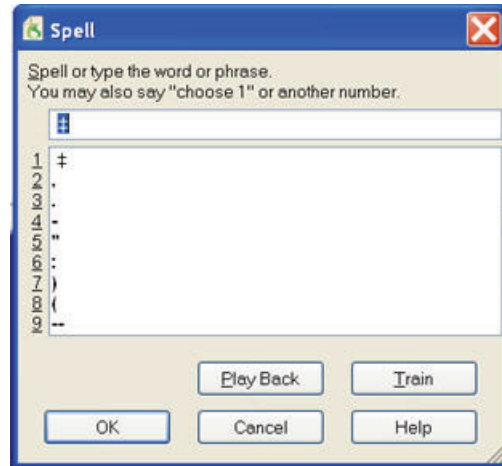 Spell
Spell or type the word or phrase.
You may also say "choose 1" or another number.
‡
1 ‡
2 ,
3 .
4 -
5 "
6 :
7 )
8 (
9 --
Play Back Train
OK Cancel Help